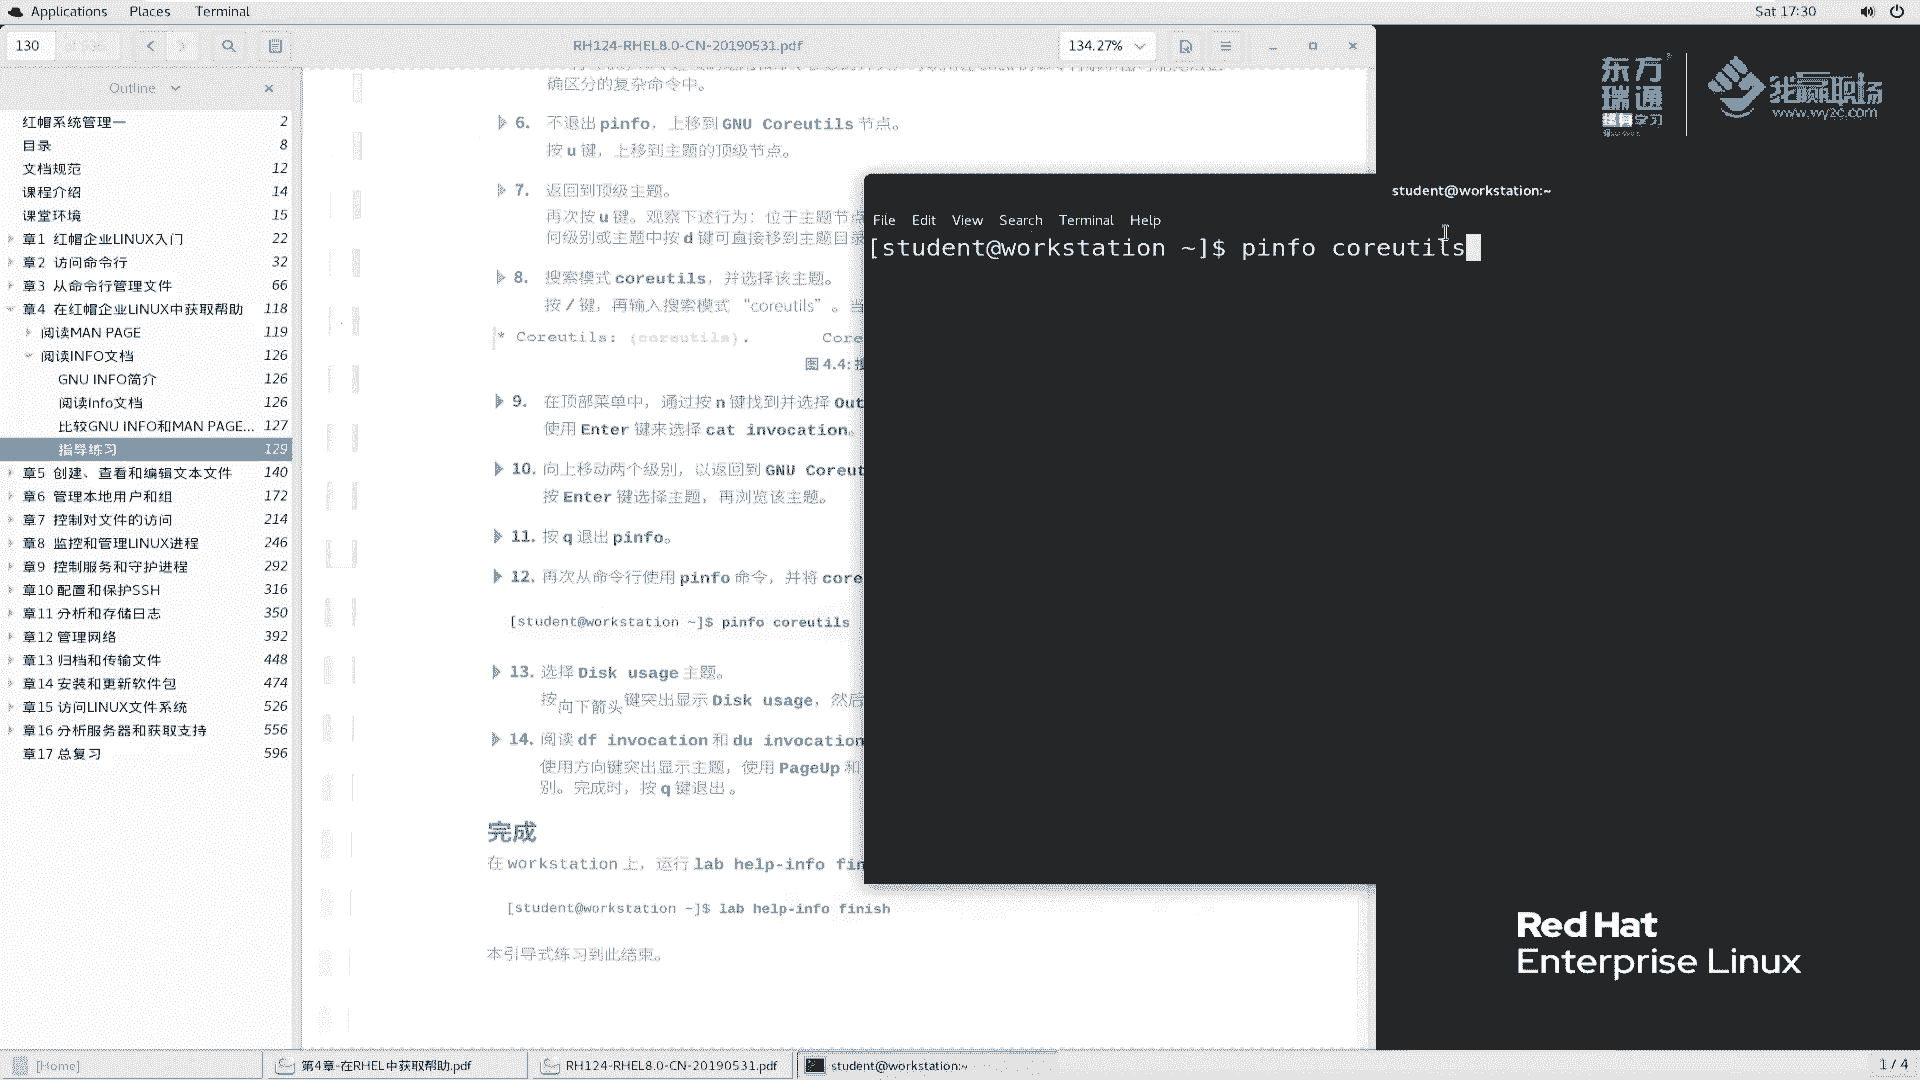 Applications Places Terminal
Sat 17:30
130
RH124-RHEL8.0-CN-20190531.pdf
134.27%
Outline
红帽系统管理一 2
目录 8
文档规范 12
课程介绍 14
课堂环境 15
章1 红帽企业LINUX入门 22
章2 访问命令行 32
章3 从命令行管理文件 66
章4 在红帽企业LINUX中获取帮助 118
阅读MAN PAGE 119
阅读INFO文档 126
GNU INFO简介 126
阅读Info文档 126
比较GNU INFO和MAN PAGE... 127
指导练习 129
章5 创建、查看和编辑文本文件 140
章6 管理本地用户和组 172
章7 控制对文件的访问 214
章8 监控和管理LINUX进程 246
章9 控制服务和守护进程 292
章10 配置和保护SSH 316
章11 分析和存储日志 350
章12 管理网络 392
章13 归档和传输文件 448
章14 安装和更新软件包 474
章15 访问LINUX文件系统 526
章16 分析服务器和获取支持 556
章17 总复习 596
确区分的复杂命令中。
6. 不退出 pinfo，上移到 GNU Coreutils 节点。
按 u 键，上移到主题的顶级节点。
7. 返回到顶级主题。
再次按 u 键。观察下述行为：位于主题节点
何级别或主题中按 d 键可直接移到主题目录
8. 搜索模式 coreutils，并选择该主题。
按 / 键，再输入搜索模式 “coreutils”。当
* Coreutils: (coreutils). Core
图 4.4: 搜
9. 在顶部菜单中，通过按 n 键找到并选择 Out
使用 Enter 键来选择 cat invocation。
10. 向上移动两个级别，以返回到 GNU Coreut
按 Enter 键选择主题，再浏览该主题。
11. 按 q 退出 pinfo。
12. 再次从命令行使用 pinfo 命令，并将 core
[student@workstation ~]$ pinfo coreutils
13. 选择 Disk usage 主题。
按向下箭头键突出显示 Disk usage，然后
14. 阅读 df invocation 和 du invocation
使用方向键突出显示主题，使用 PageUp 和
别。完成时，按 q 键退出。
完成
在 workstation 上，运行 lab help-info fin
[student@workstation ~]$ lab help-info finish
本引导式练习到此结束。
student@workstation:~
File Edit View Search Terminal Help
[student@workstation ~]$ pinfo coreutils
东方
瑞通
终身学习
我赢职场
www.wy2c.com
Red Hat
Enterprise Linux
[Home]
第4章-在RHEL中获取帮助.pdf
RH124-RHEL8.0-CN-20190531.pdf
student@workstation:~
1 / 4